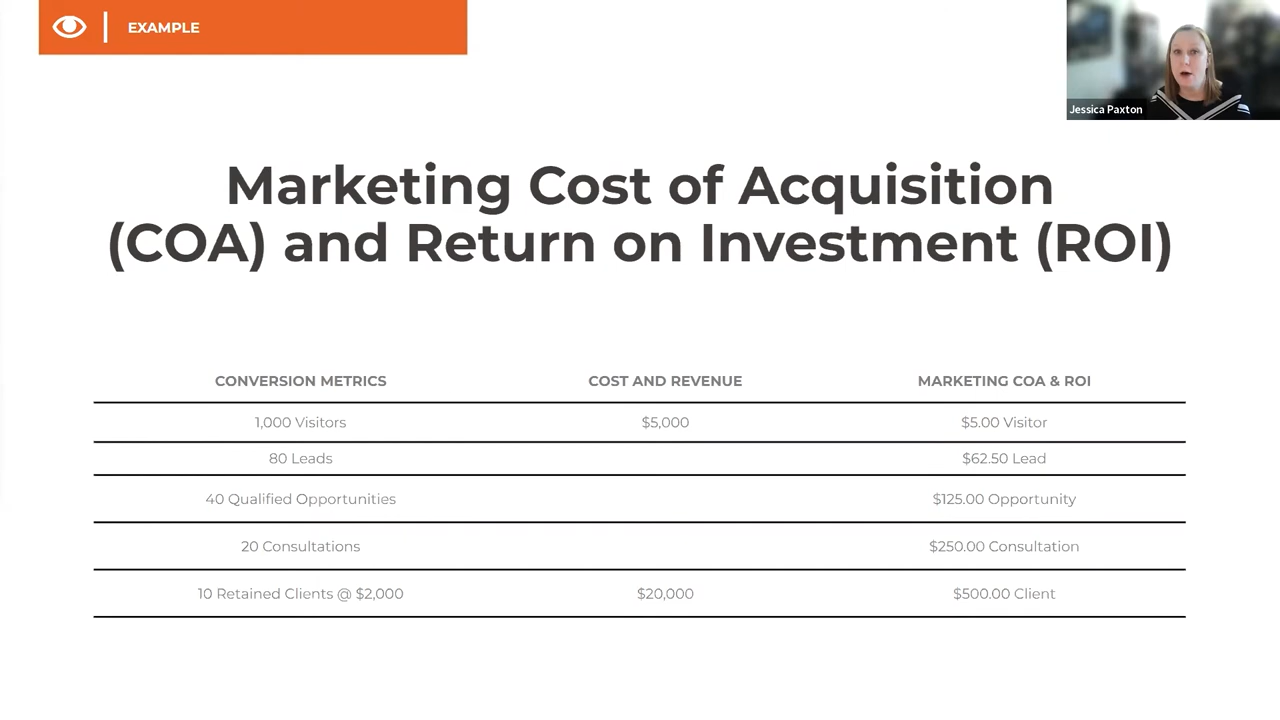 EXAMPLE
Jessica Paxton
Marketing Cost of Acquisition
(COA) and Return on Investment (ROI)
CONVERSION METRICS COST AND REVENUE MARKETING COA & ROI
1,000 Visitors $5,000 $5.00 Visitor
80 Leads $62.50 Lead
40 Qualified Opportunities $125.00 Opportunity
20 Consultations $250.00 Consultation
10 Retained Clients @ $2,000 $20,000 $500.00 Client